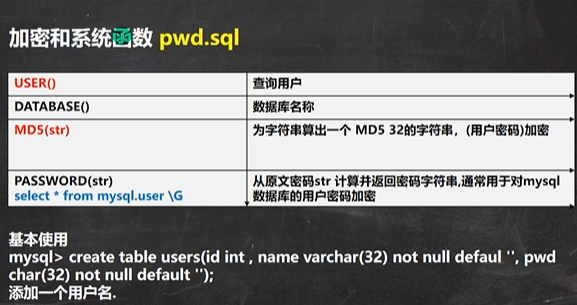 加密和系统函数 pwd.sql
USER() 查询用户
DATABASE() 数据库名称
MD5(str) 为字符串算出一个 MD5 32的字符串，(用户密码)加密
PASSWORD(str) 从原文密码str 计算并返回密码字符串,通常用于对mysql
select * from mysql.user \G 数据库的用户密码加密
基本使用
mysql> create table users(id int , name varchar(32) not null defaul '', pwd
char(32) not null default '');
添加一个用户名.